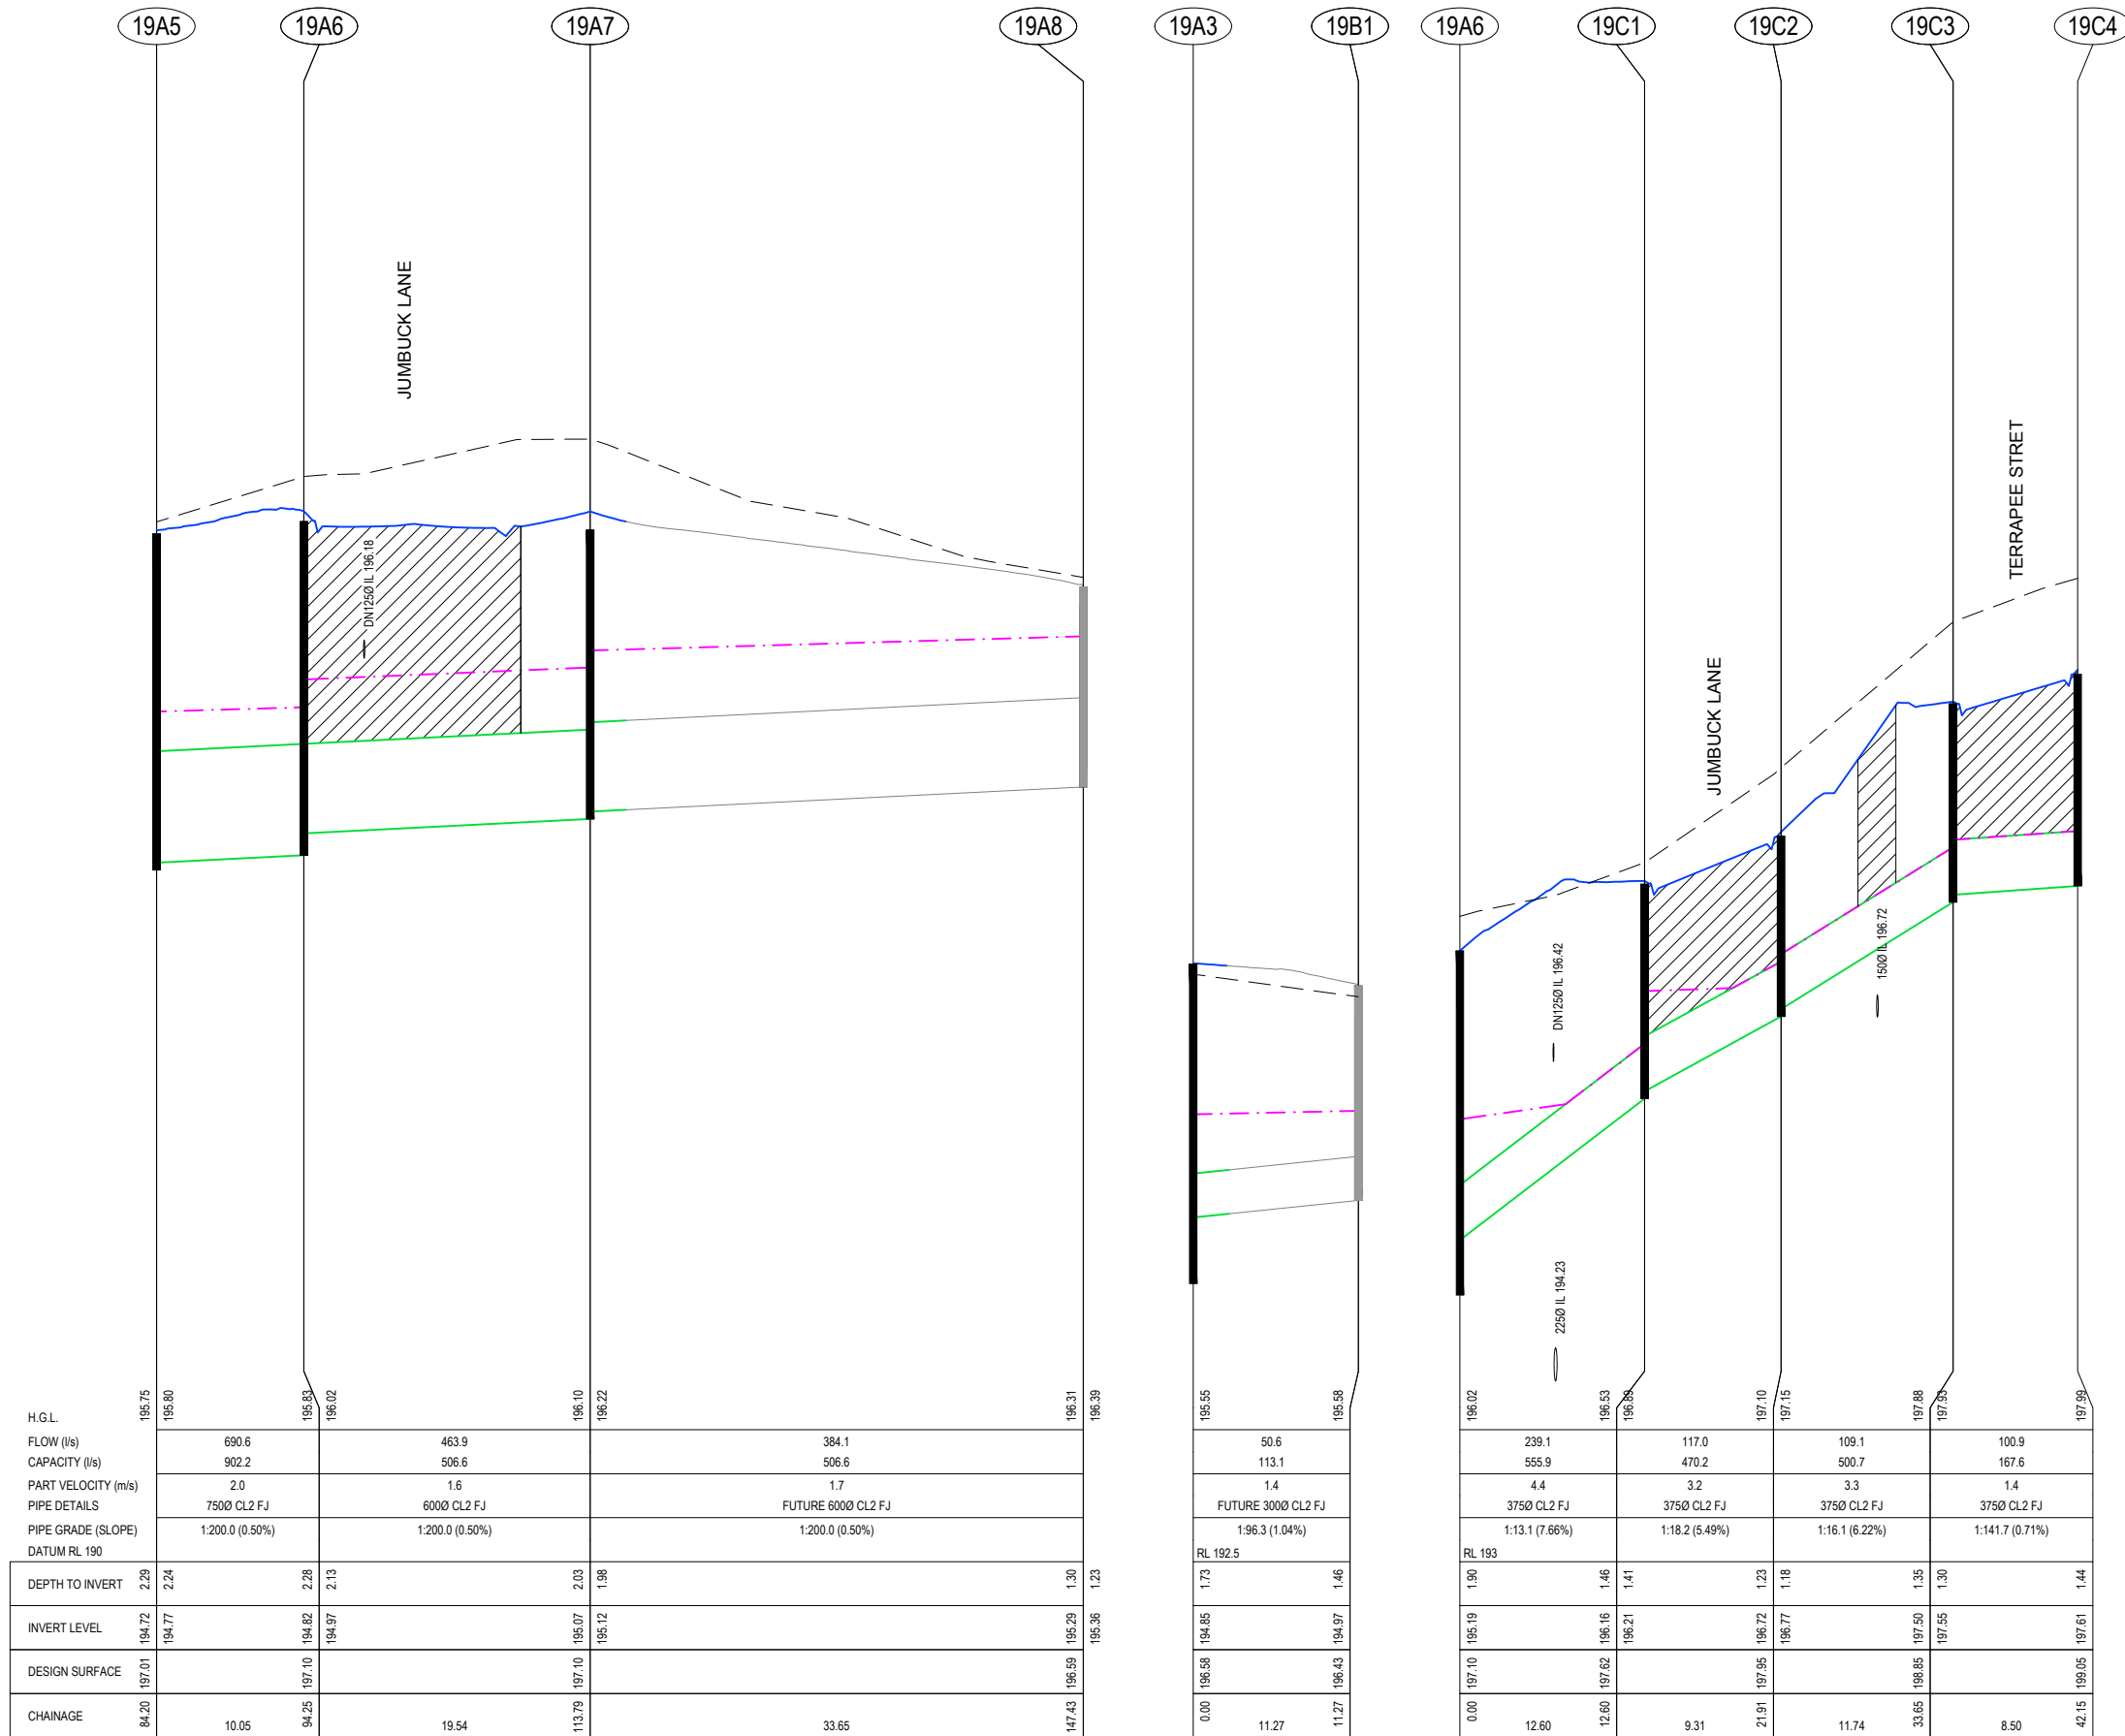 19A5 19A6 19A7 19A8 19A3 19B1 19A6 19C1 19C2 19C3 19C4
JUMBUCK LANE
TERRAPEE STRET
JUMBUCK LANE
DN125Ø IL 196.18
150Ø IL 196.72
DN125Ø IL 196.42
225Ø IL 194.23
H.G.L. 195.75 195.80 195.83 196.02 196.10 196.22 196.31 196.39 195.55 195.58 196.02 196.53 196.89 197.10 197.15 197.88 197.93 197.99
FLOW (l/s) 690.6 463.9 384.1 50.6 239.1 117.0 109.1 100.9
CAPACITY (l/s) 902.2 506.6 506.6 113.1 555.9 470.2 500.7 167.6
PART VELOCITY (m/s) 2.0 1.6 1.7 1.4 4.4 3.2 3.3 1.4
PIPE DETAILS 750Ø CL2 FJ 600Ø CL2 FJ FUTURE 600Ø CL2 FJ FUTURE 300Ø CL2 FJ 375Ø CL2 FJ 375Ø CL2 FJ 375Ø CL2 FJ 375Ø CL2 FJ
PIPE GRADE (SLOPE) 1:200.0 (0.50%) 1:200.0 (0.50%) 1:200.0 (0.50%) 1:96.3 (1.04%) 1:13.1 (7.66%) 1:18.2 (5.49%) 1:16.1 (6.22%) 1:141.7 (0.71%)
DATUM RL 190 RL 192.5 RL 193
DEPTH TO INVERT 2.29 2.24 2.28 2.13 2.03 1.98 1.30 1.23 1.73 1.46 1.90 1.46 1.41 1.23 1.18 1.35 1.30 1.44
INVERT LEVEL 194.72 194.77 194.82 194.97 195.07 195.12 195.29 195.36 194.85 194.97 195.19 196.16 196.21 196.72 196.77 197.50 197.55 197.61
DESIGN SURFACE 197.01 197.10 197.10 196.59 196.58 196.43 197.10 197.62 197.95 198.85 199.05
CHAINAGE 84.20 10.05 94.25 19.54 113.79 33.65 147.43 0.00 11.27 11.27 0.00 12.60 12.60 9.31 21.91 11.74 33.65 8.50 42.15